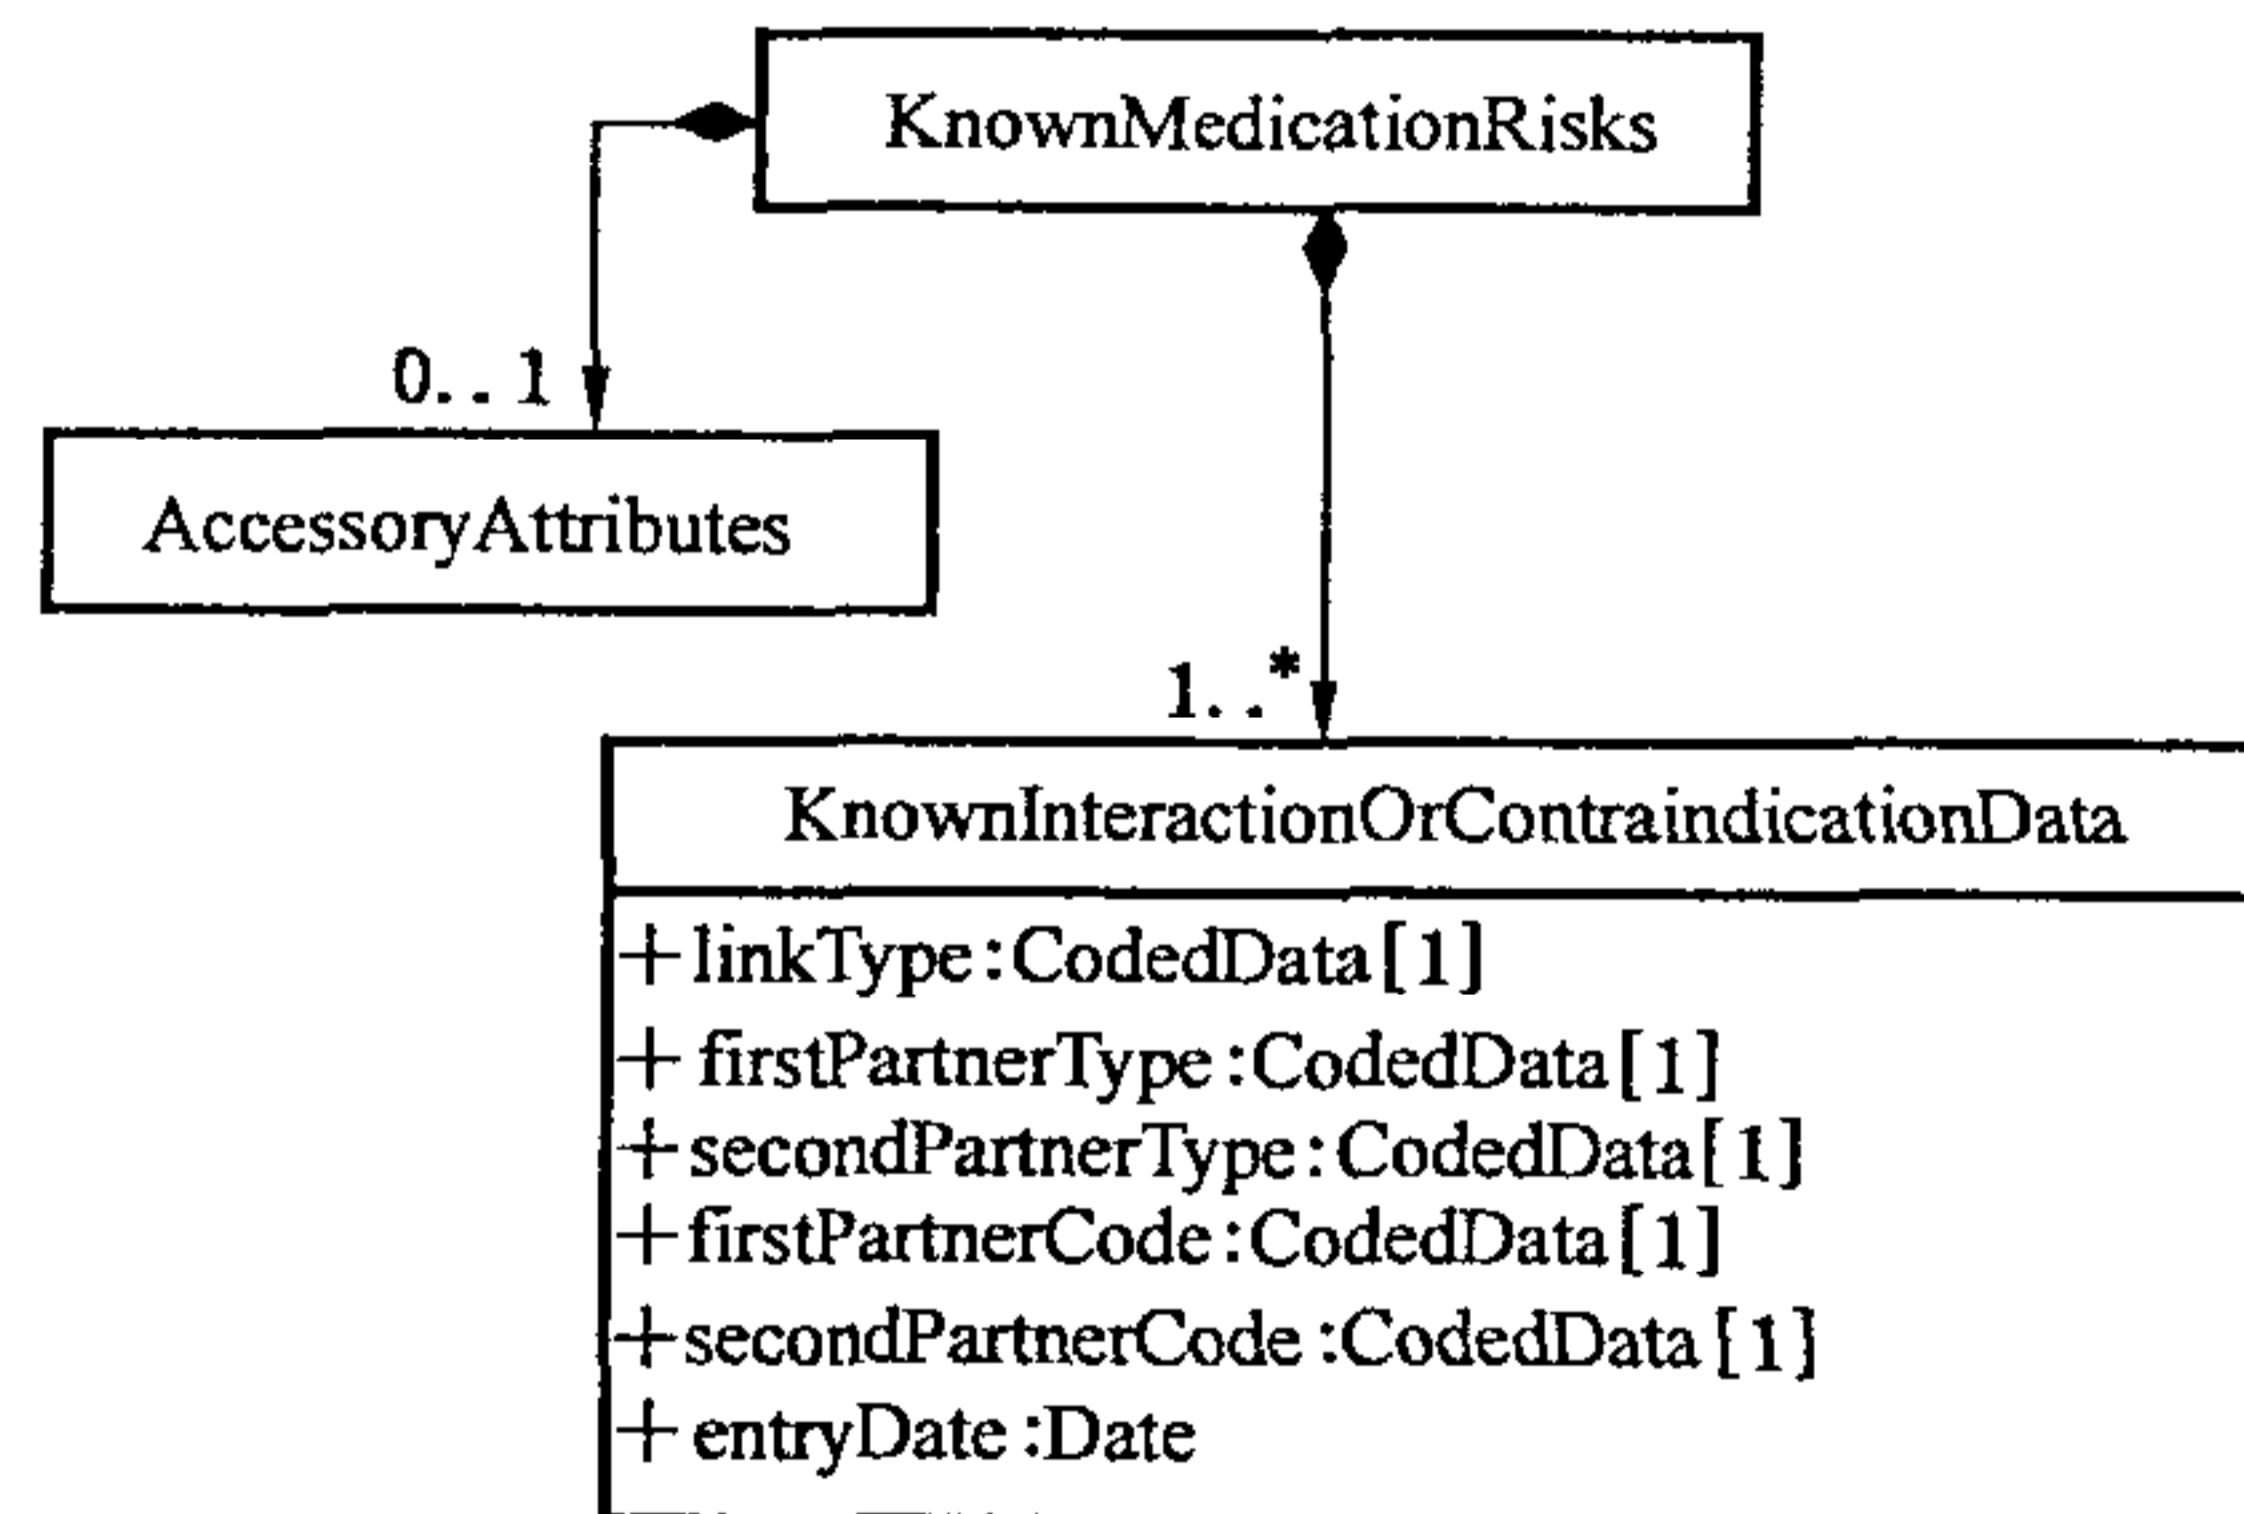 KnownMedicationRisks
0..1
AccessoryAttributes
1..*
KnownInteractionOrContraindicationData
+linkType:CodedData[1]
+ firstPartnerType:CodedData[1]
+secondPartnerType:CodedData[1]
+firstPartnerCode:CodedData[1]
+secondPartnerCode:CodedData[1]
+entryDate:Date